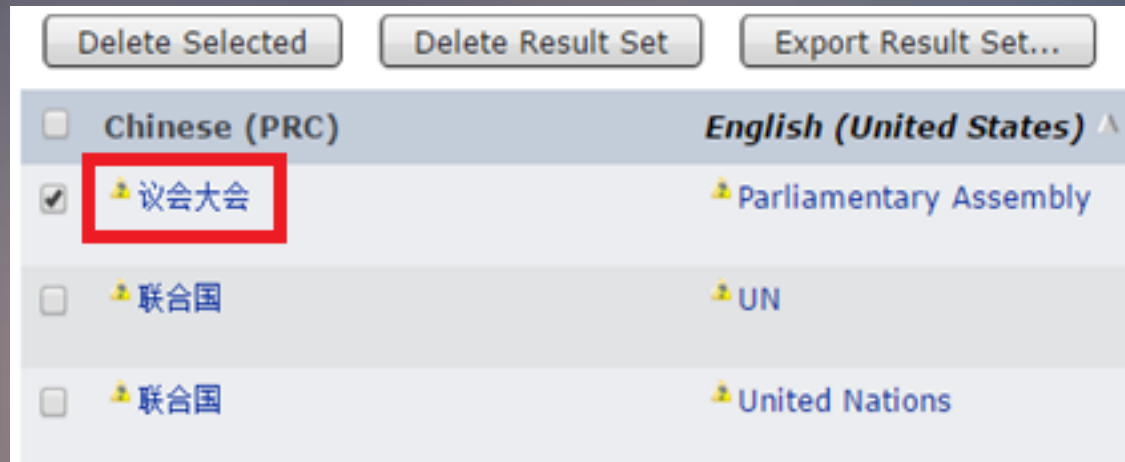 Delete Selected Delete Result Set Export Result Set...
Chinese (PRC) English (United States)
议会大会 Parliamentary Assembly
联合国 UN
联合国 United Nations